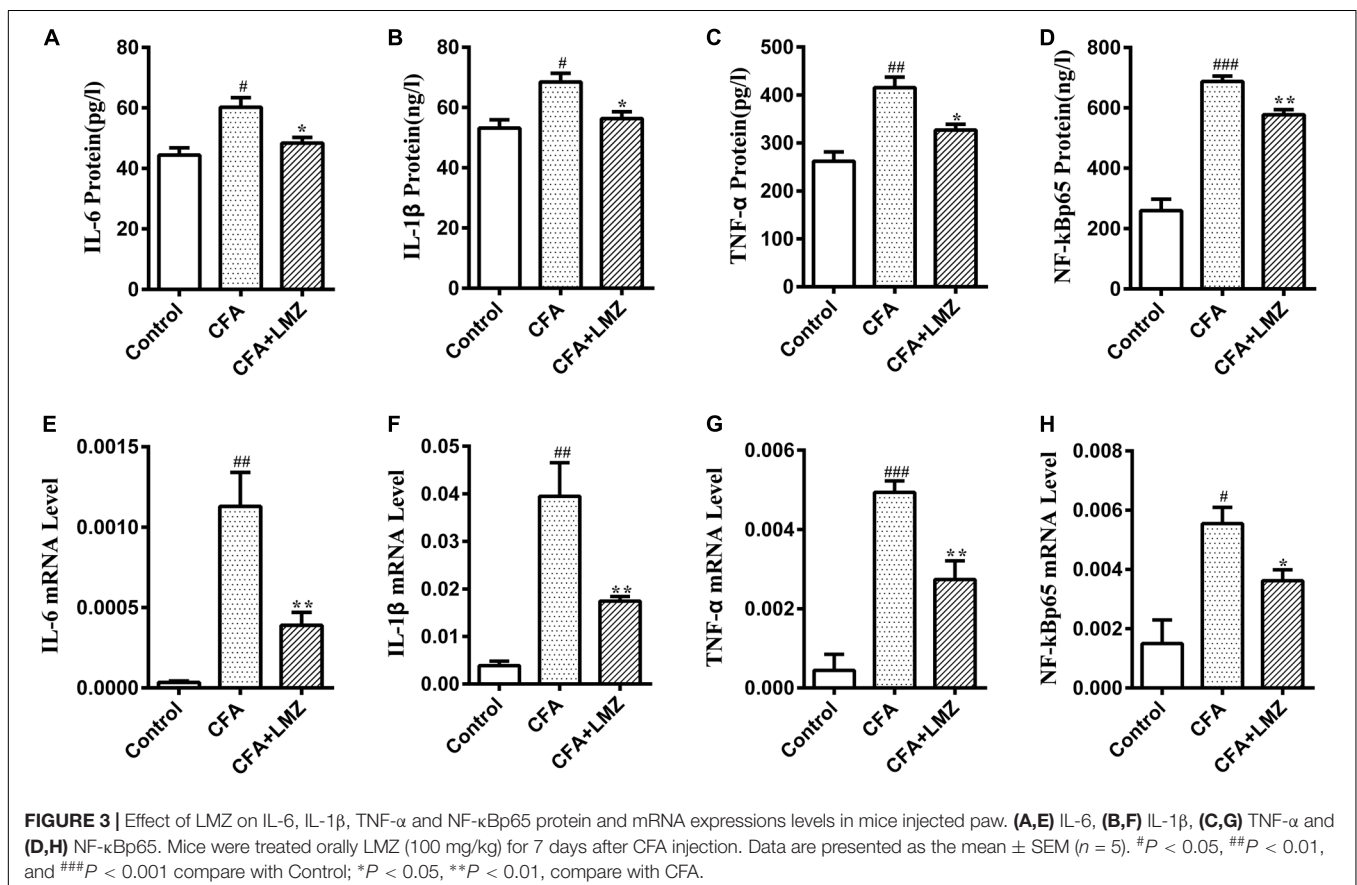 A
B
C
D
IL-6 Protein(pg/l)
80
60
40
20
0
#
*
Control
CFA
CFA+LMZ
IL-1β Protein(ng/l)
80
60
40
20
0
#
*
Control
CFA
CFA+LMZ
TNF-α Protein(pg/l)
500
400
300
200
100
0
##
*
Control
CFA
CFA+LMZ
NF-kBp65 Protein(ng/l)
800
600
400
200
0
###
**
Control
CFA
CFA+LMZ
E
F
G
H
IL-6 mRNA Level
0.0015
0.0010
0.0005
0.0000
##
**
Control
CFA
CFA+LMZ
IL-1β mRNA Level
0.05
0.04
0.03
0.02
0.01
0.00
##
**
Control
CFA
CFA+LMZ
TNF-α mRNA Level
0.006
0.004
0.002
0.000
###
**
Control
CFA
CFA+LMZ
NF-kBp65 mRNA Level
0.008
0.006
0.004
0.002
0.000
#
*
Control
CFA
CFA+LMZ
FIGURE 3 | Effect of LMZ on IL-6, IL-1β, TNF-α and NF-κBp65 protein and mRNA expressions levels in mice injected paw. (A,E) IL-6, (B,F) IL-1β, (C,G) TNF-α and
(D,H) NF-κBp65. Mice were treated orally LMZ (100 mg/kg) for 7 days after CFA injection. Data are presented as the mean ± SEM (n = 5). #P < 0.05, ##P < 0.01,
and ###P < 0.001 compare with Control; *P < 0.05, **P < 0.01, compare with CFA.